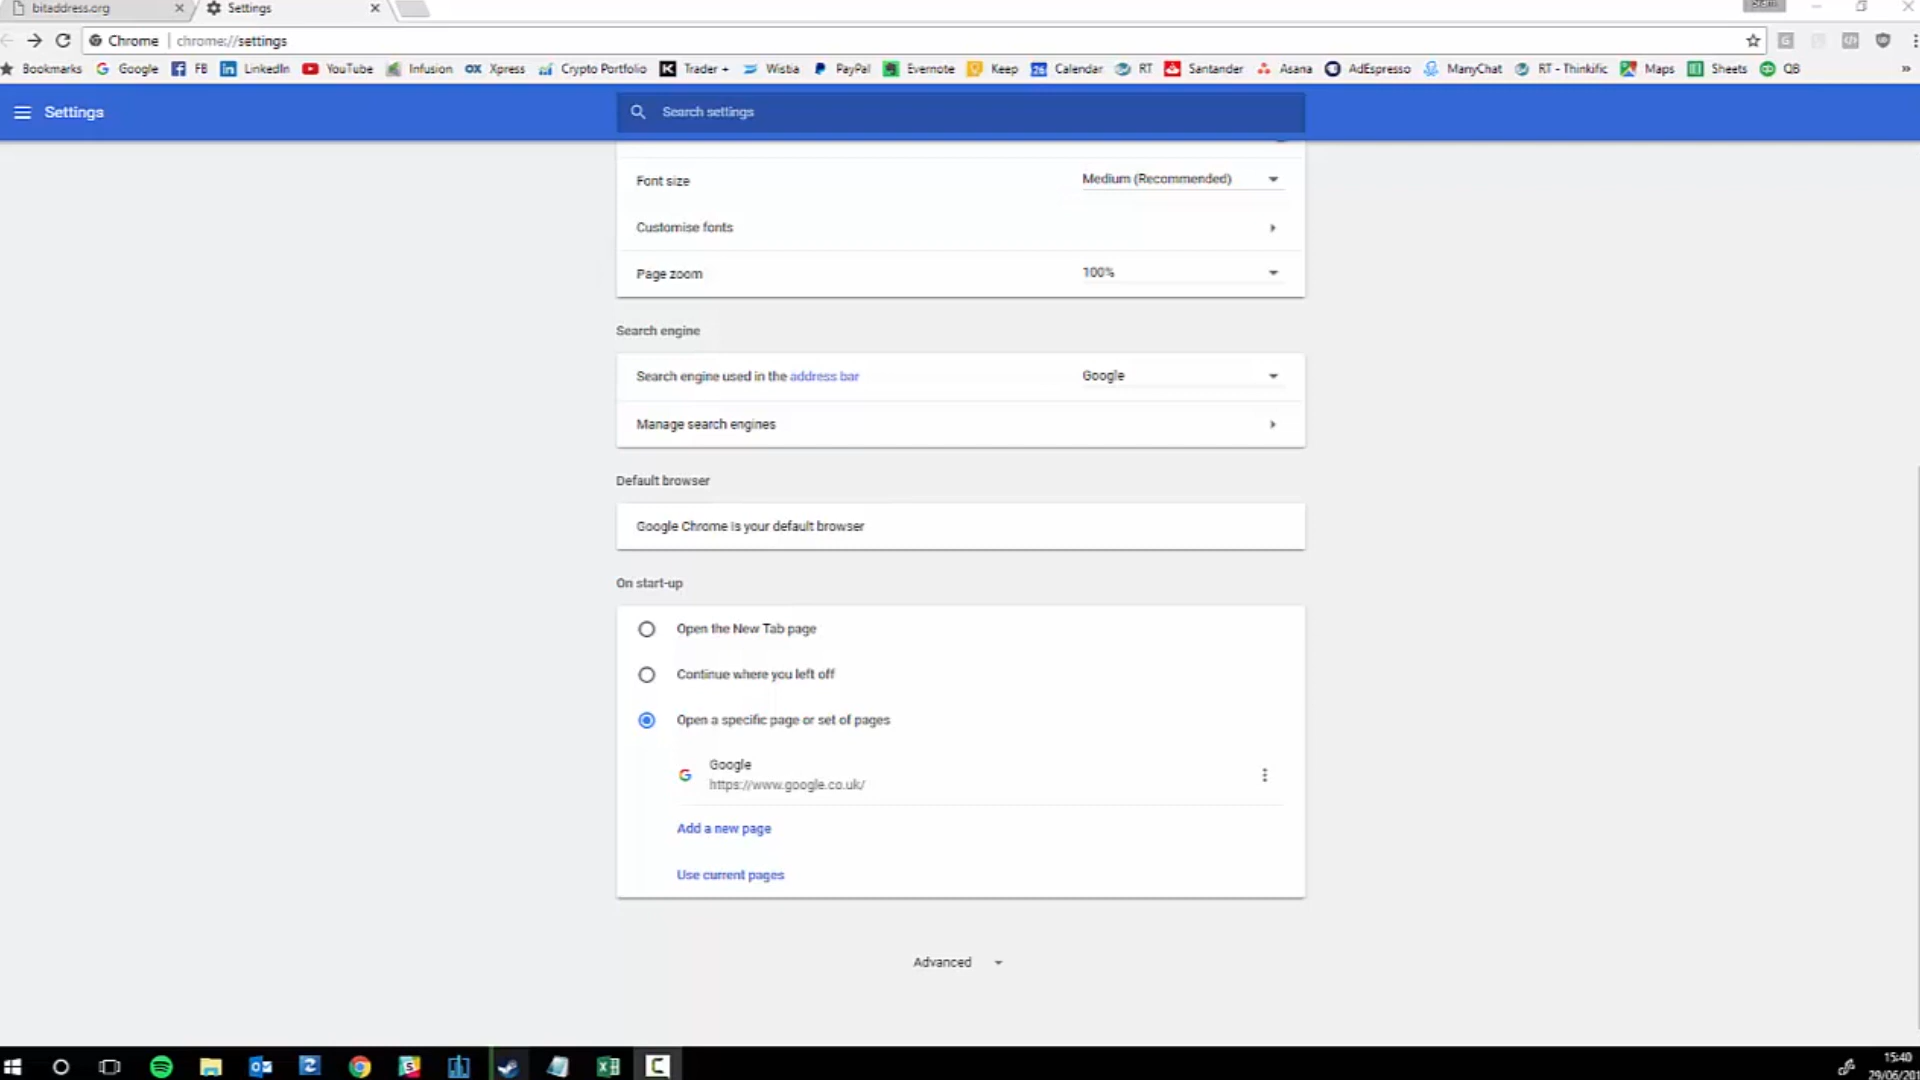 bitaddress.org
Settings
Chrome | chrome://settings
Bookmarks Google FB LinkedIn YouTube Infusion Xpress Crypto Portfolio Trader + Wistia PayPal Evernote Keep Calendar RT Santander Asana AdEspresso ManyChat RT - Thinkific Maps Sheets QB »
Settings
Search settings
Font size
Medium (Recommended)
Customise fonts
Page zoom
100%
Search engine
Search engine used in the address bar
Google
Manage search engines
Default browser
Google Chrome is your default browser
On start-up
Open the New Tab page
Continue where you left off
Open a specific page or set of pages
Google
https://www.google.co.uk/
Add a new page
Use current pages
Advanced
15:40
29/06/201